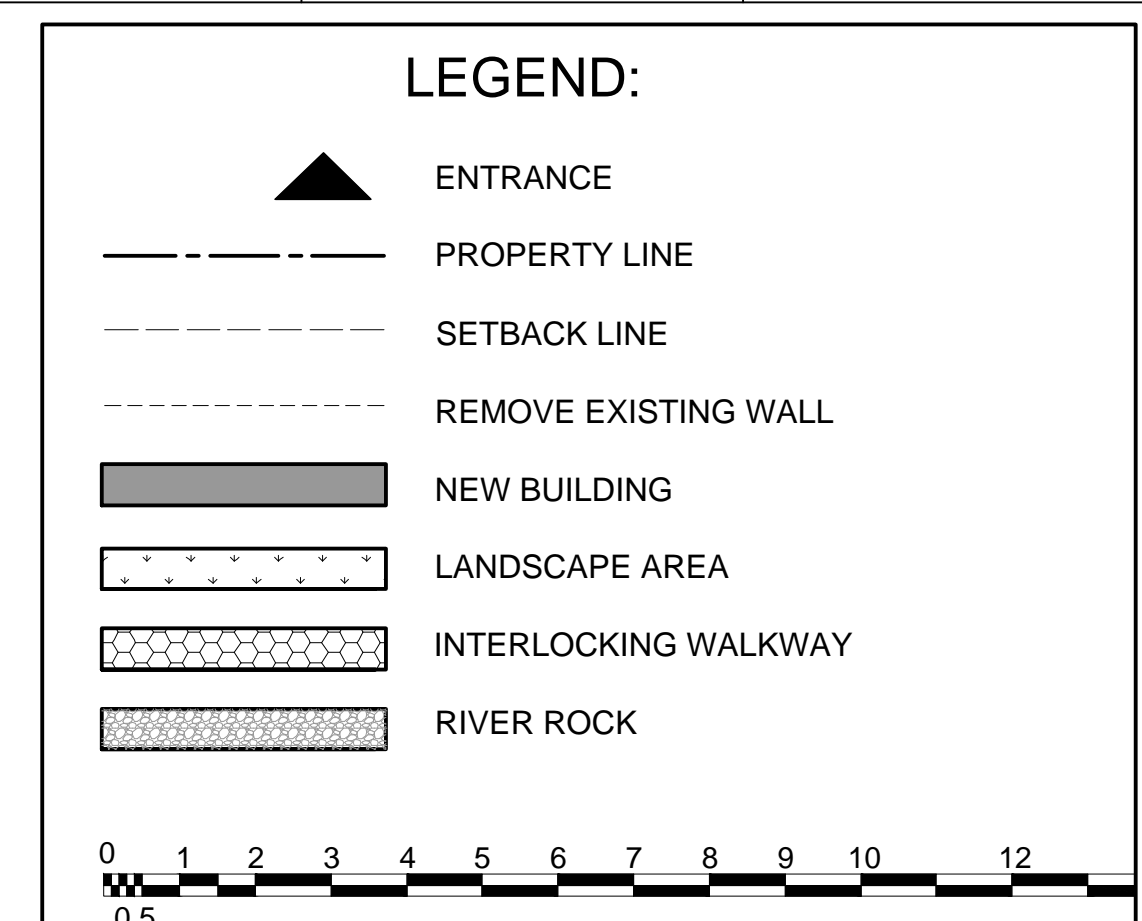 LEGEND:
ENTRANCE
PROPERTY LINE
SETBACK LINE
REMOVE EXISTING WALL
NEW BUILDING
LANDSCAPE AREA
INTERLOCKING WALKWAY
RIVER ROCK
0 1 2 3 4 5 6 7 8 9 10 12
0.5